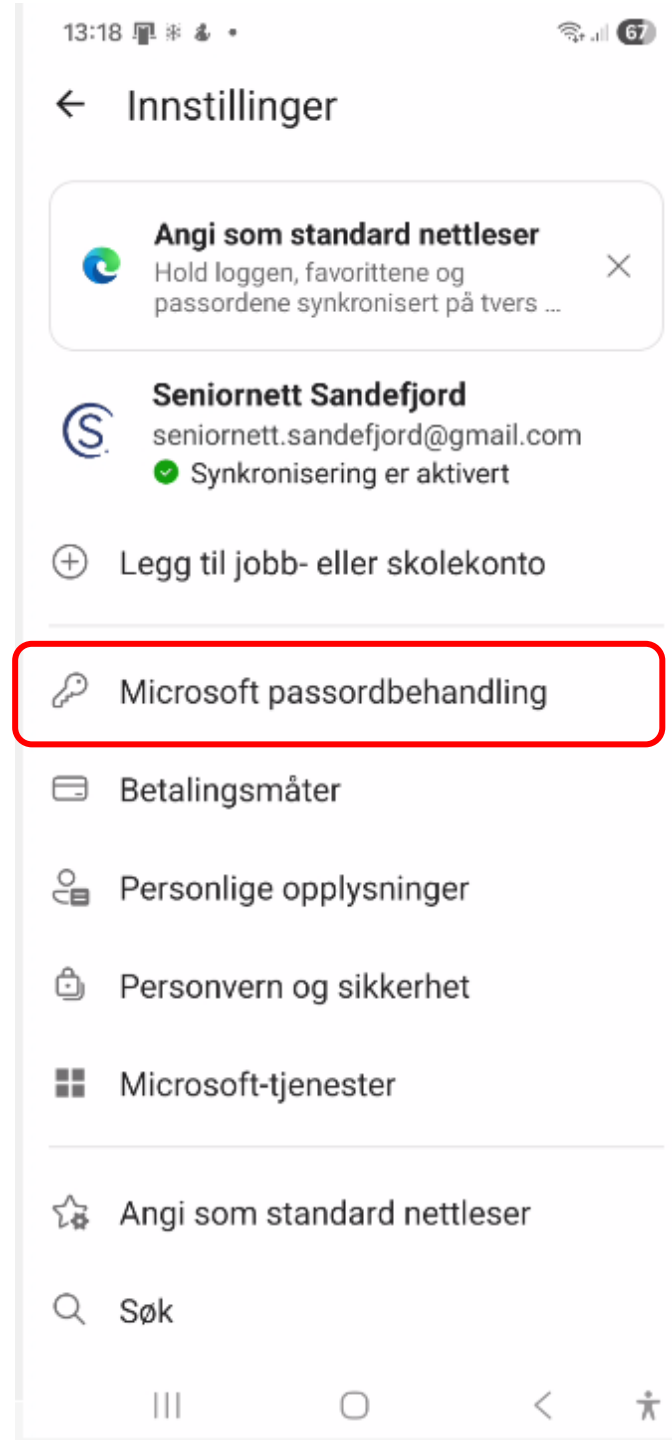 13:18
67
Innstillinger
Angi som standard nettleser
Hold loggen, favorittene og
passordene synkronisert på tvers ...
Seniornett Sandefjord
seniornett.sandefjord@gmail.com
Synkronisering er aktivert
Legg til jobb- eller skolekonto
Microsoft passordbehandling
Betalingsmåter
Personlige opplysninger
Personvern og sikkerhet
Microsoft-tjenester
Angi som standard nettleser
Søk